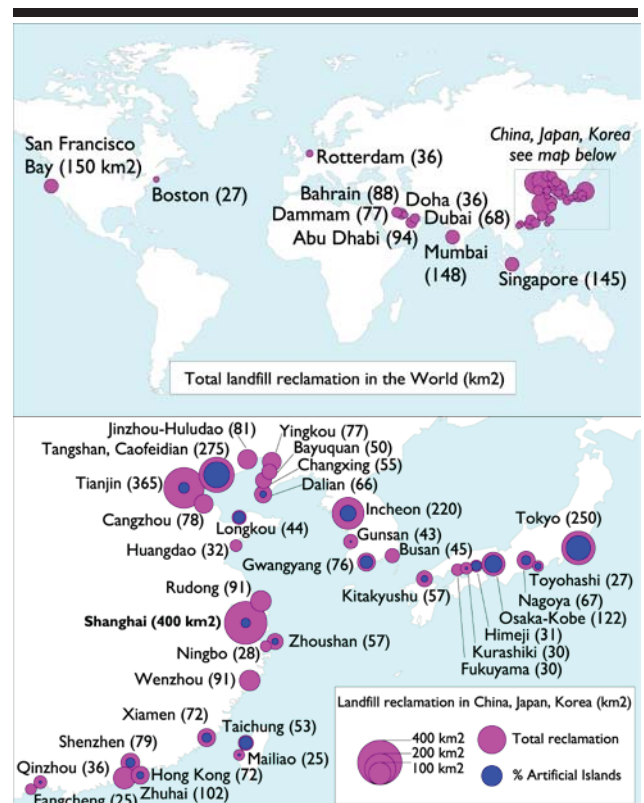 San Francisco
Bay (150 km2)
Boston (27)
Rotterdam (36)
Bahrain (88)
Doha (36)
Dammam (77)
Dubai (68)
Abu Dhabi (94)
Mumbai
(148)
China, Japan, Korea
see map below
Singapore (145)
Total landfill reclamation in the World (km2)
Jinzhou-Huludao (81)
Yingkou (77)
Tangshan, Caofeidian (275)
Bayuquan (50)
Changxing (55)
Tianjin (365)
Dalian (66)
Cangzhou (78)
Longkou (44)
Huangdao (32)
Incheon (220)
Gunsan (43)
Busan (45)
Gwangyang (76)
Tokyo (250)
Kitakyushu (57)
Toyohashi (27)
Nagoya (67)
Osaka-Kobe (122)
Himeji (31)
Kurashiki (30)
Fukuyama (30)
Rudong (91)
Shanghai (400 km2)
Zhoushan (57)
Ningbo (28)
Wenzhou (91)
Xiamen (72)
Taichung (53)
Shenzhen (79)
Mailiao (25)
Qinzhou (36)
Hong Kong (72)
Zhuhai (102)
Fangcheng (25)
Landfill reclamation in China, Japan, Korea (km2)
400 km2
200 km2
100 km2
Total reclamation
% Artificial Islands